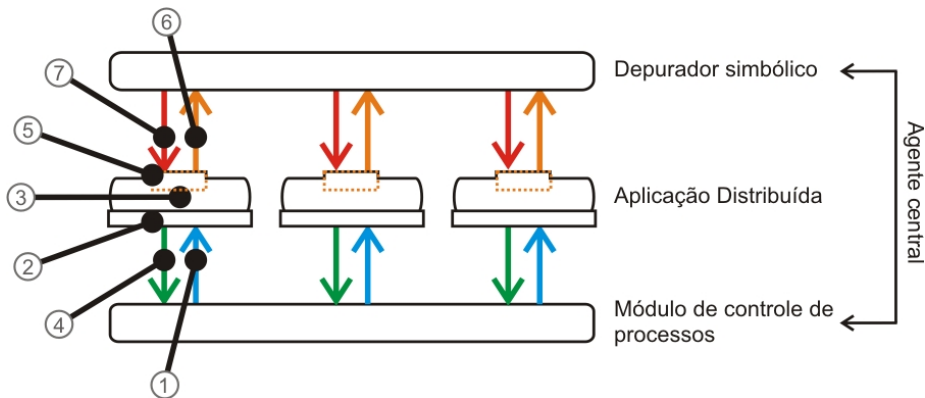 6
7
Depurador simbólico
5
3
Aplicação Distribuída
Agente central
2
4
Módulo de controle de
processos
1